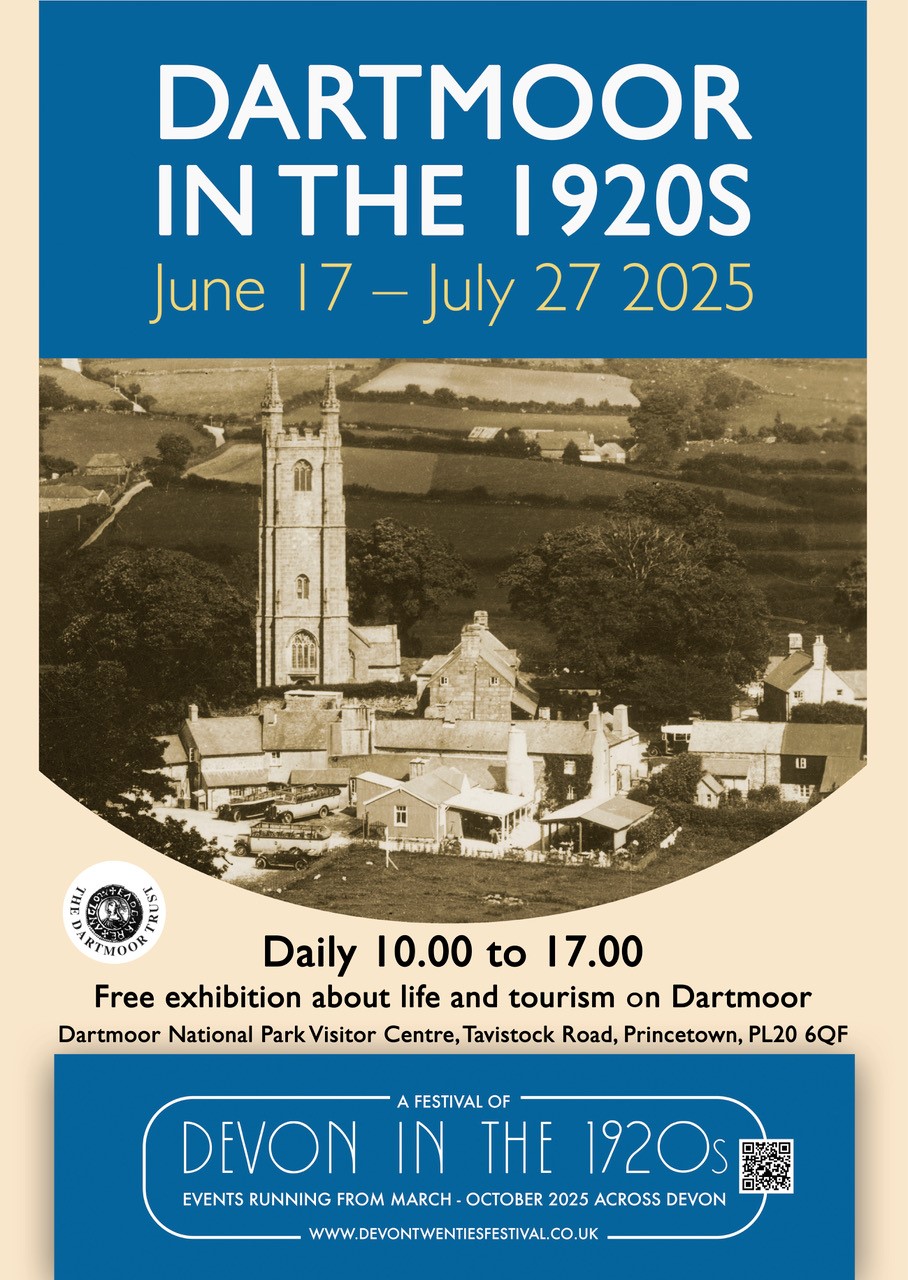 DARTMOOR
IN THE 1920S
June 17 – July 27 2025
THE DARTMOOR TRUST
Daily 10.00 to 17.00
Free exhibition about life and tourism on Dartmoor
Dartmoor National Park Visitor Centre, Tavistock Road, Princetown, PL20 6QF
A FESTIVAL OF
DEVON IN THE 1920s
EVENTS RUNNING FROM MARCH - OCTOBER 2025 ACROSS DEVON
WWW.DEVONTWENTIESFESTIVAL.CO.UK